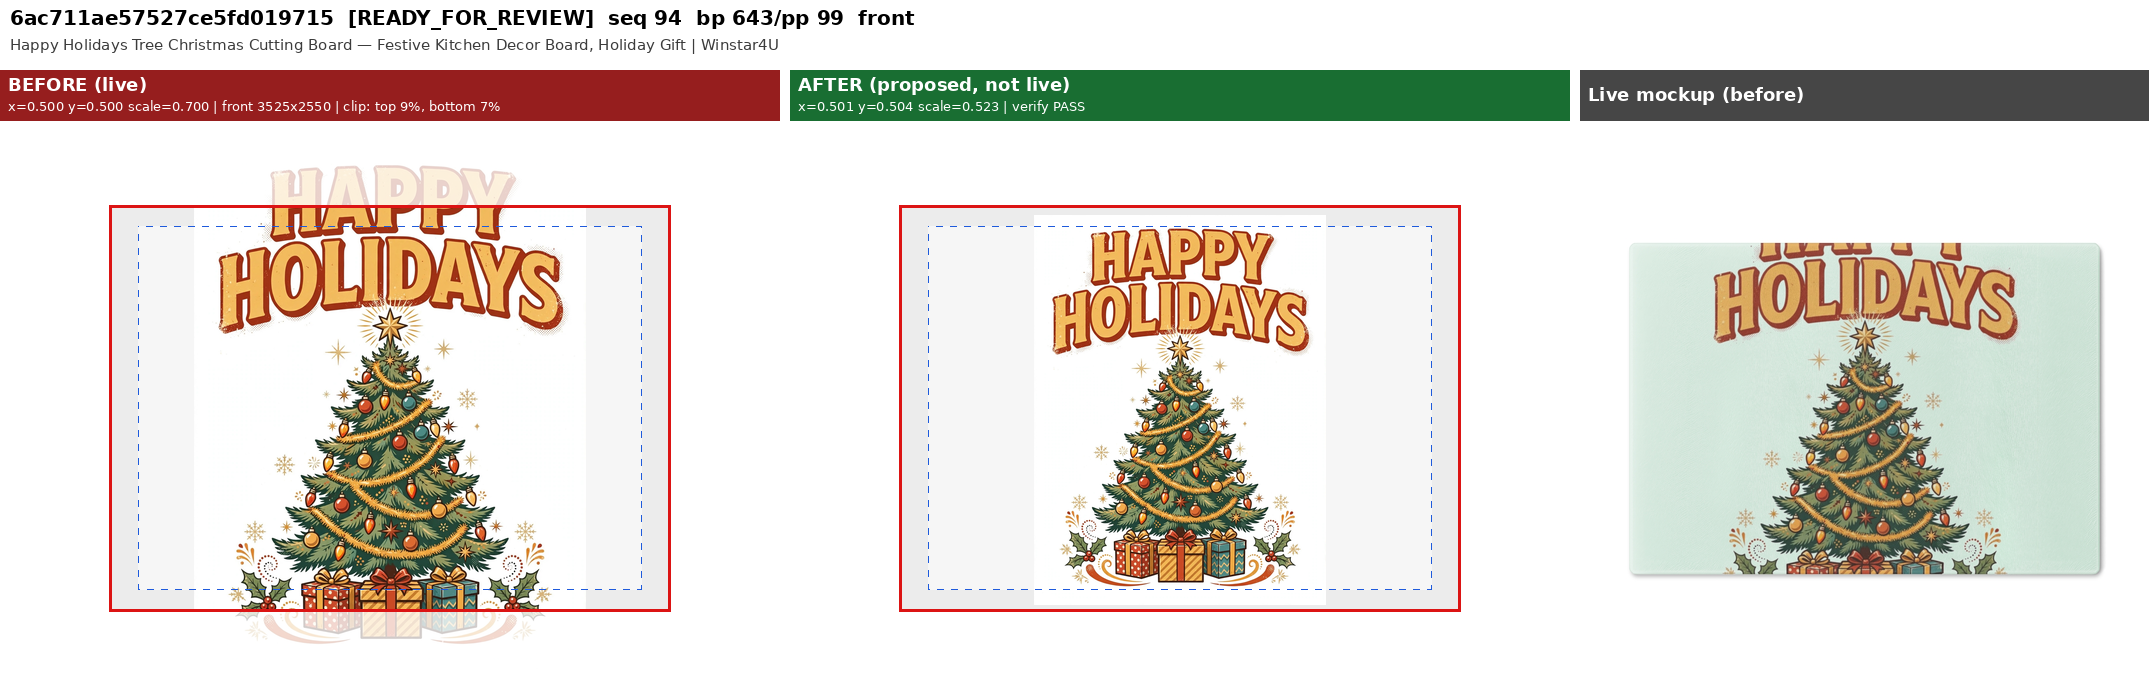 6ac711ae57527ce5fd019715  [READY_FOR_REVIEW]  seq 94  bp 643/pp 99  front
Happy Holidays Tree Christmas Cutting Board — Festive Kitchen Decor Board, Holiday Gift | Winstar4U
BEFORE (live)
x=0.500 y=0.500 scale=0.700 | front 3525x2550 | clip: top 9%, bottom 7%
AFTER (proposed, not live)
x=0.501 y=0.504 scale=0.523 | verify PASS
Live mockup (before)
HAPPY
HOLIDAYS
HAPPY
HOLIDAYS
HAPPY
HOLIDAYS